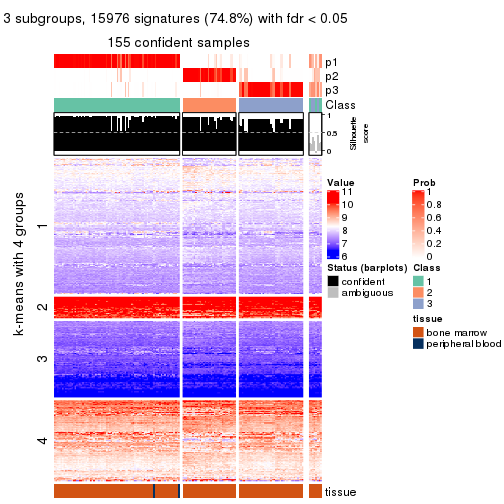 3 subgroups, 15976 signatures (74.8%) with fdr < 0.05
155 confident samples
p1
p2
p3
Class
1
0.5
0
Silhouette
score
k-means with 4 groups
1
2
3
4
tissue
Value
11
10
9
8
7
6
Prob
1
0.8
0.6
0.4
0.2
0
Status (barplots)
confident
ambiguous
Class
1
2
3
tissue
bone marrow
peripheral blood